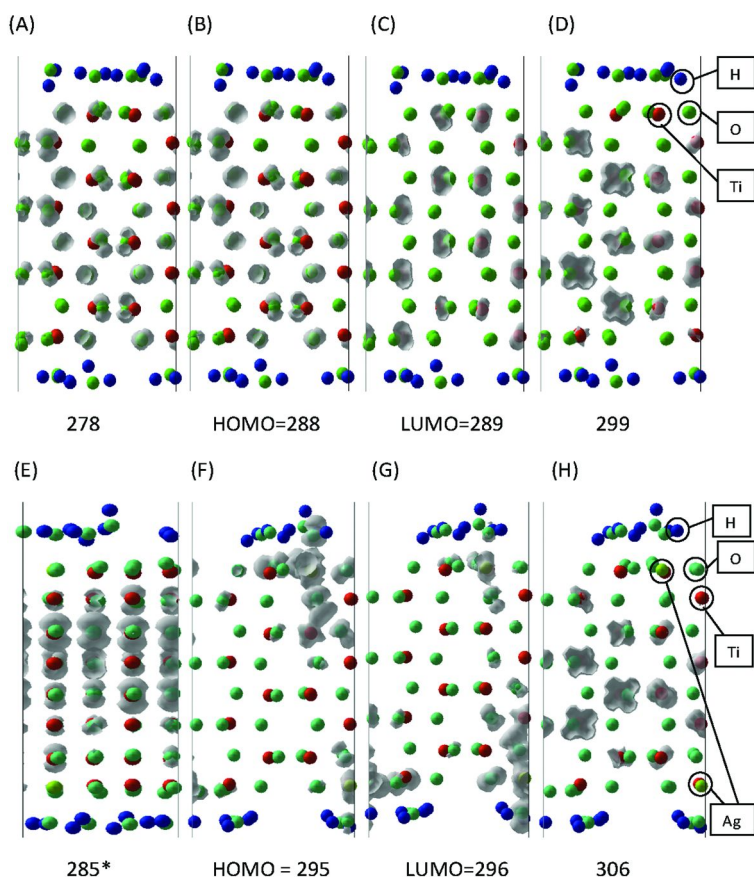 (A) (B) (C) (D)
H
O
Ti
278 HOMO=288 LUMO=289 299
(E) (F) (G) (H)
H
O
Ti
Ag
285* HOMO = 295 LUMO=296 306